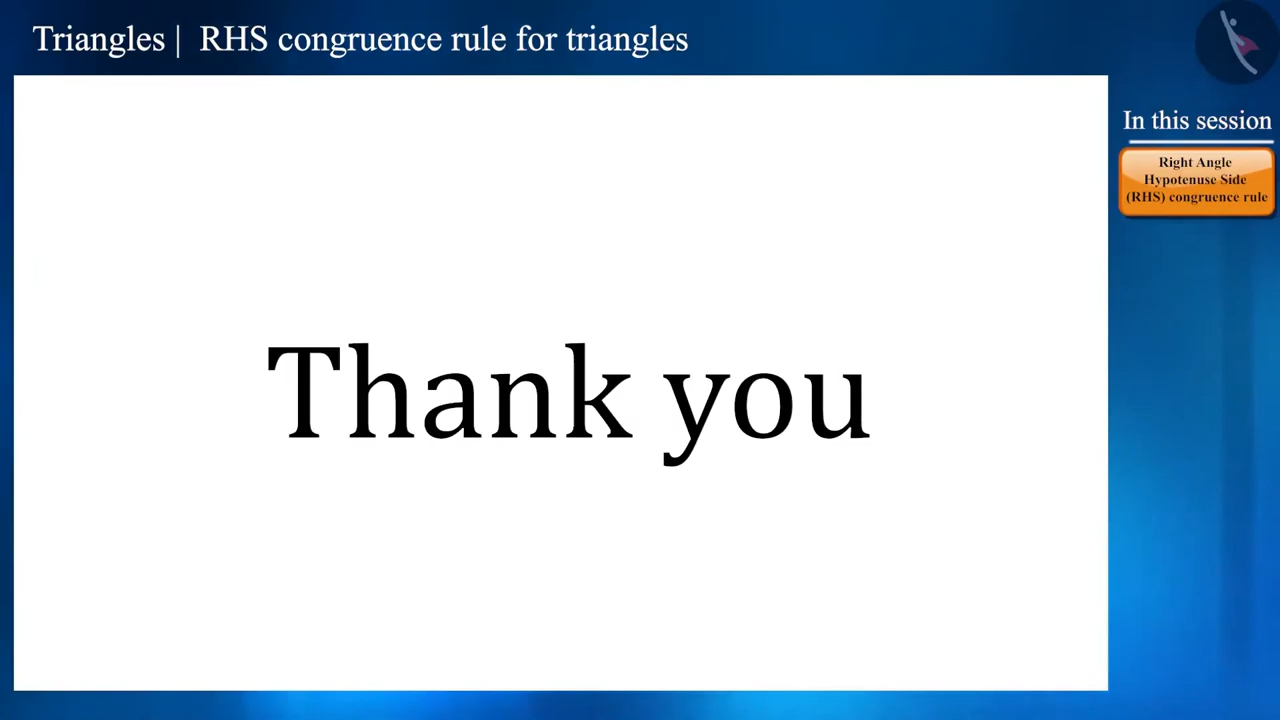 Triangles | RHS congruence rule for triangles
In this session
Right Angle
Hypotenuse Side
(RHS) congruence rule
Thank you